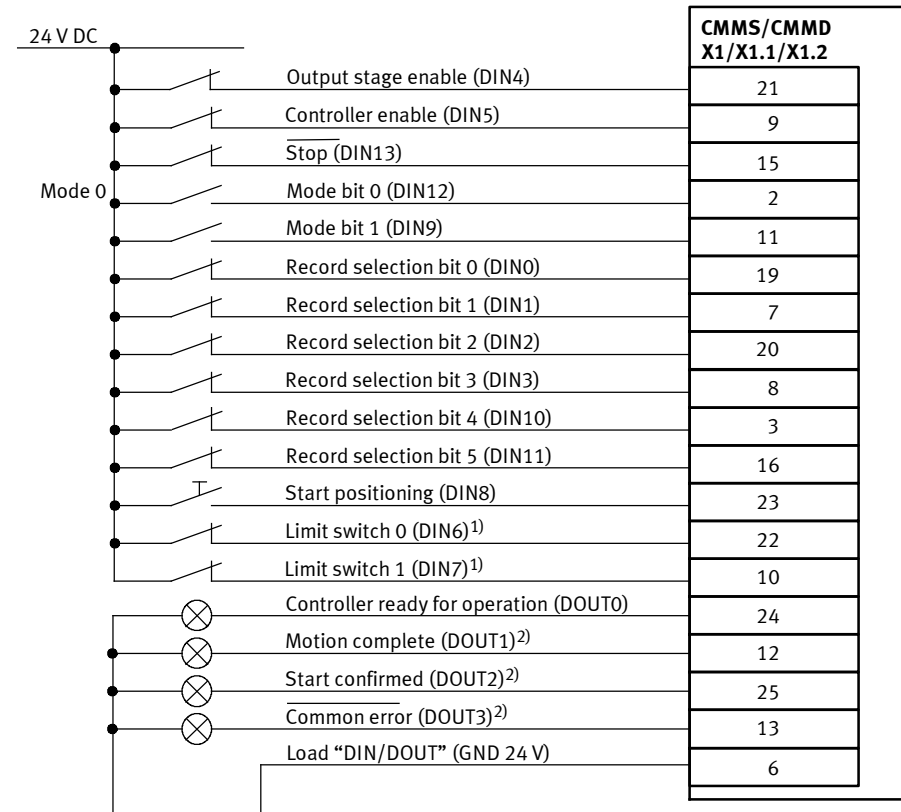 24 V DC
CMMS/CMMD
X1/X1.1/X1.2
Output stage enable (DIN4) 21
Controller enable (DIN5) 9
Stop (DIN13) 15
Mode 0 Mode bit 0 (DIN12) 2
Mode bit 1 (DIN9) 11
Record selection bit 0 (DIN0) 19
Record selection bit 1 (DIN1) 7
Record selection bit 2 (DIN2) 20
Record selection bit 3 (DIN3) 8
Record selection bit 4 (DIN10) 3
Record selection bit 5 (DIN11) 16
Start positioning (DIN8) 23
Limit switch 0 (DIN6)1) 22
Limit switch 1 (DIN7)1) 10
Controller ready for operation (DOUT0) 24
Motion complete (DOUT1)2) 12
Start confirmed (DOUT2)2) 25
Common error (DOUT3)2) 13
Load “DIN/DOUT” (GND 24 V) 6